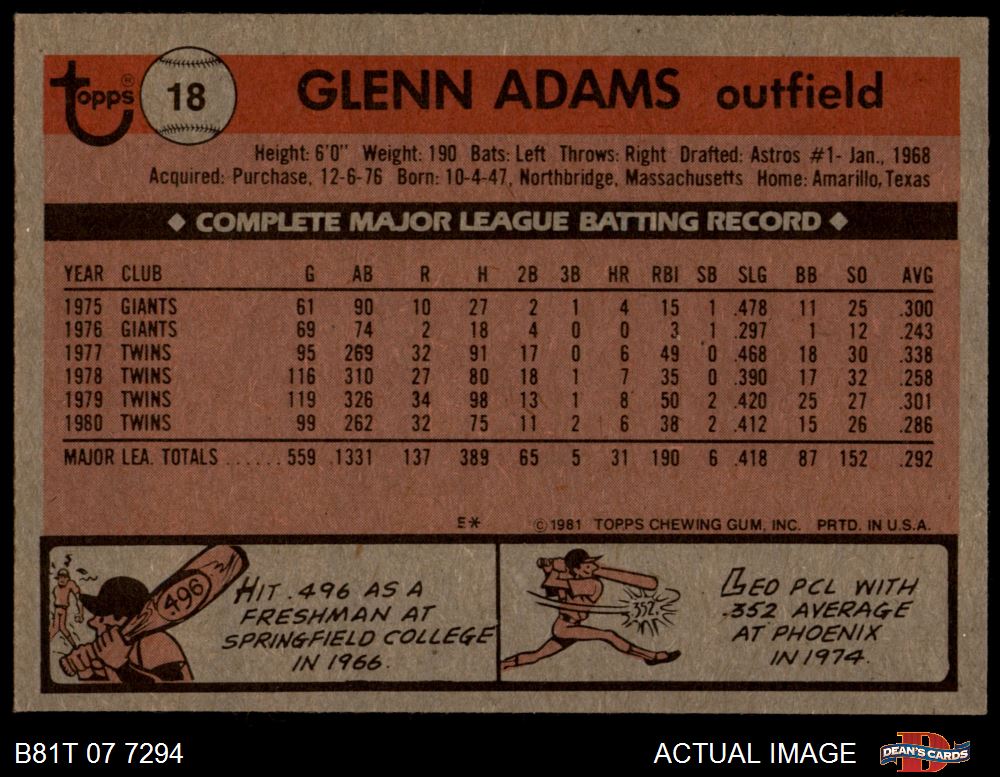 topps® 18 GLENN ADAMS outfield
Height: 6'0" Weight: 190 Bats: Left Throws: Right Drafted: Astros #1- Jan., 1968
Acquired: Purchase, 12-6-76 Born: 10-4-47, Northbridge, Massachusetts Home: Amarillo, Texas
◆ COMPLETE MAJOR LEAGUE BATTING RECORD ◆
YEAR CLUB G AB R H 2B 3B HR RBI SB SLG BB SO AVG
1975 GIANTS 61 90 10 27 2 1 4 15 1 .478 11 25 .300
1976 GIANTS 69 74 2 18 4 0 0 3 1 .297 1 12 .243
1977 TWINS 95 269 32 91 17 0 6 49 0 .468 18 30 .338
1978 TWINS 116 310 27 80 18 1 7 35 0 .390 17 32 .258
1979 TWINS 119 326 34 98 13 1 8 50 2 .420 25 27 .301
1980 TWINS 99 262 32 75 11 2 6 38 2 .412 15 26 .286
MAJOR LEA. TOTALS ...... 559 1331 137 389 65 5 31 190 6 .418 87 152 .292
E* © 1981 TOPPS CHEWING GUM, INC. PRTD. IN U.S.A.
496
HIT .496 AS A
FRESHMAN AT
SPRINGFIELD COLLEGE
IN 1966.
.352
LED PCL WITH
.352 AVERAGE
AT PHOENIX
IN 1974.
B81T 07 7294 ACTUAL IMAGE DEAN'S CARDS